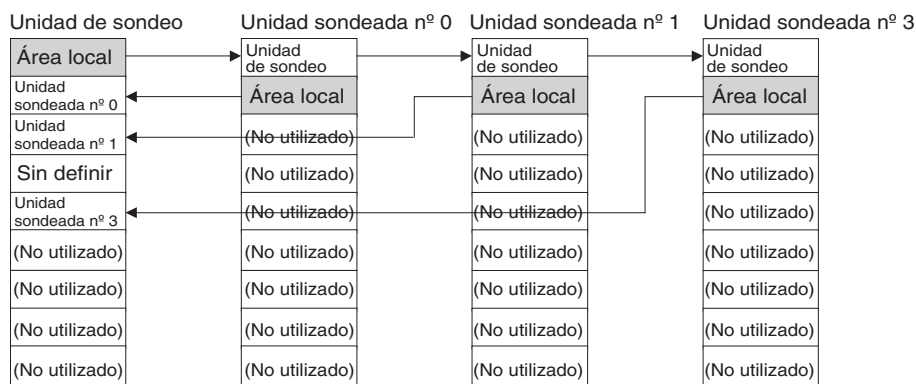 Unidad de sondeo
Unidad sondeada nº 0
Unidad sondeada nº 1
Unidad sondeada nº 3
Área local
Unidad
sondeada nº 0
Unidad
sondeada nº 1
Sin definir
Unidad
sondeada nº 3
(No utilizado)
(No utilizado)
(No utilizado)
(No utilizado)
Unidad
de sondeo
Área local
(No utilizado)
(No utilizado)
(No utilizado)
(No utilizado)
(No utilizado)
(No utilizado)
(No utilizado)
Unidad
de sondeo
Área local
(No utilizado)
(No utilizado)
(No utilizado)
(No utilizado)
(No utilizado)
(No utilizado)
(No utilizado)
Unidad
de sondeo
Área local
(No utilizado)
(No utilizado)
(No utilizado)
(No utilizado)
(No utilizado)
(No utilizado)
(No utilizado)